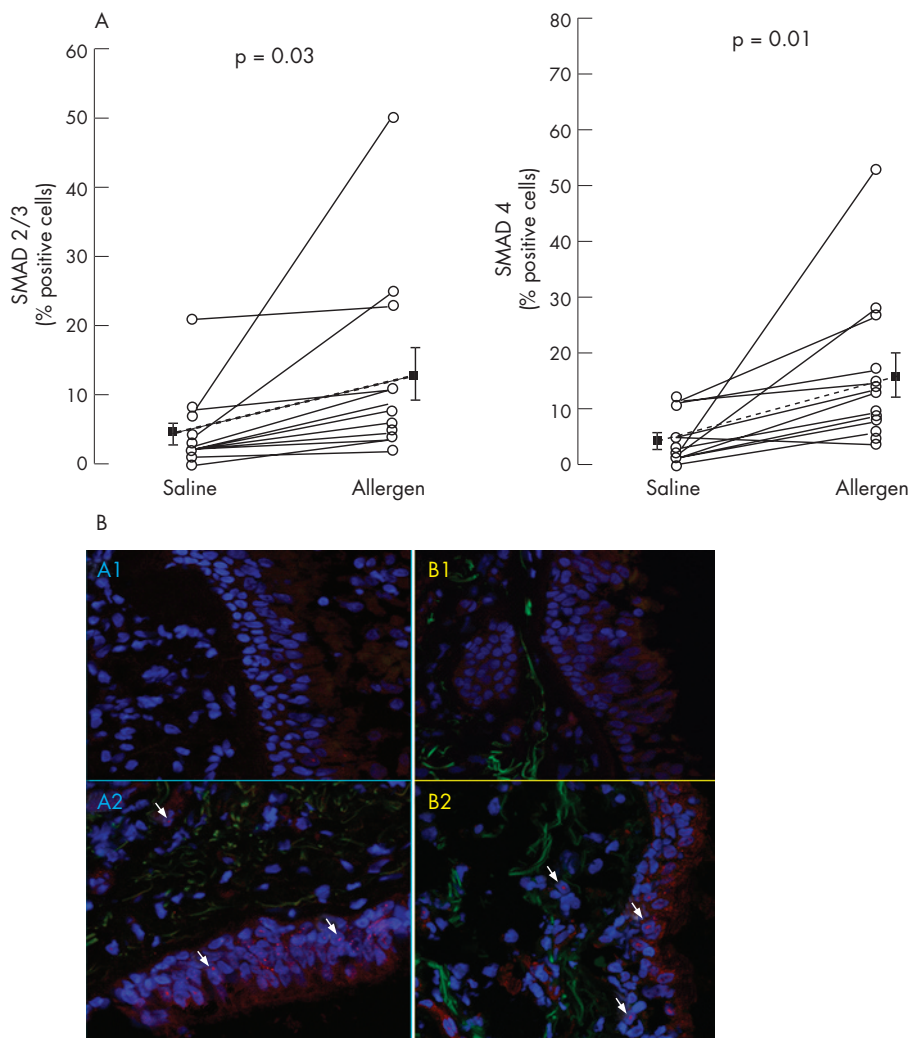 A
p = 0.03
60
50
40
30
20
10
0
SMAD 2/3
(% positive cells)
Saline
Allergen
p = 0.01
80
70
60
50
40
30
20
10
0
SMAD 4
(% positive cells)
Saline
Allergen
B
A1
B1
A2
B2